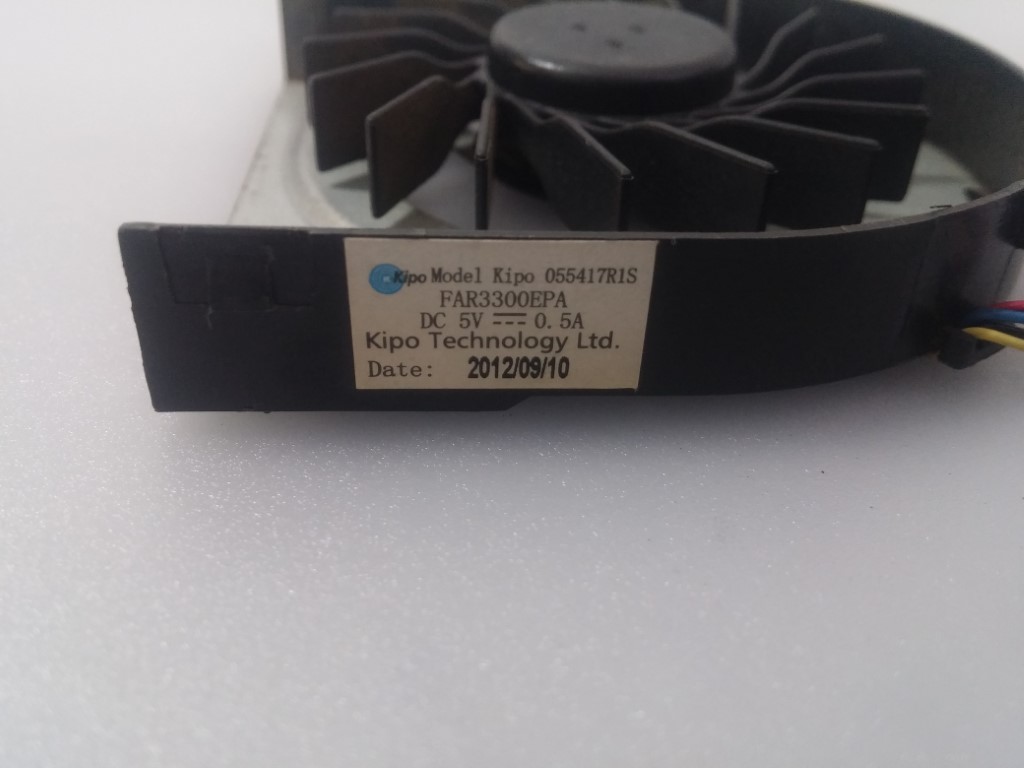 Kipo Model Kipo 055417R1S
FAR3300EPA
DC 5V ⎓ 0.5A
Kipo Technology Ltd.
Date: 2012/09/10